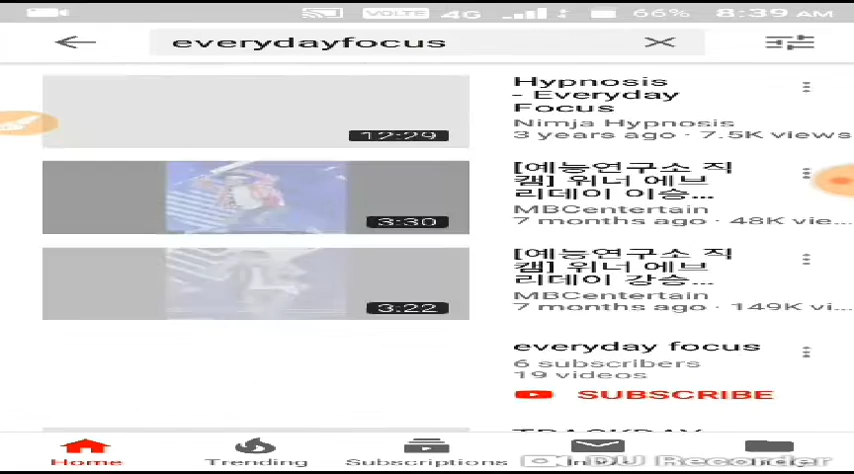 VOLTE 4G 66% 8:39 AM
everydayfocus
12:29
Hypnosis
- Everyday
Focus
Nimja Hypnosis
3 years ago · 7.5K views
3:30
[예능연구소 직
캠] 위너 에브
리데이 이승...
MBCentertain
7 months ago · 48K vie...
3:22
[예능연구소 직
캠] 위너 에브
리데이 강승...
MBCentertain
7 months ago · 149K vi...
everyday focus
6 subscribers
19 videos
SUBSCRIBE
Home Trending Subscriptions
DU Recorder